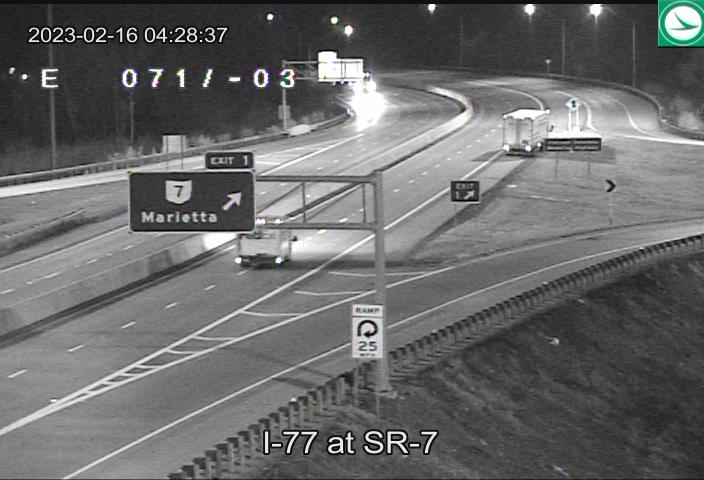 2023-02-16 04:28:37
E 071/-03
EXIT 1
7
Marietta
EXIT
1
RAMP
25
MPH
I-77 at SR-7